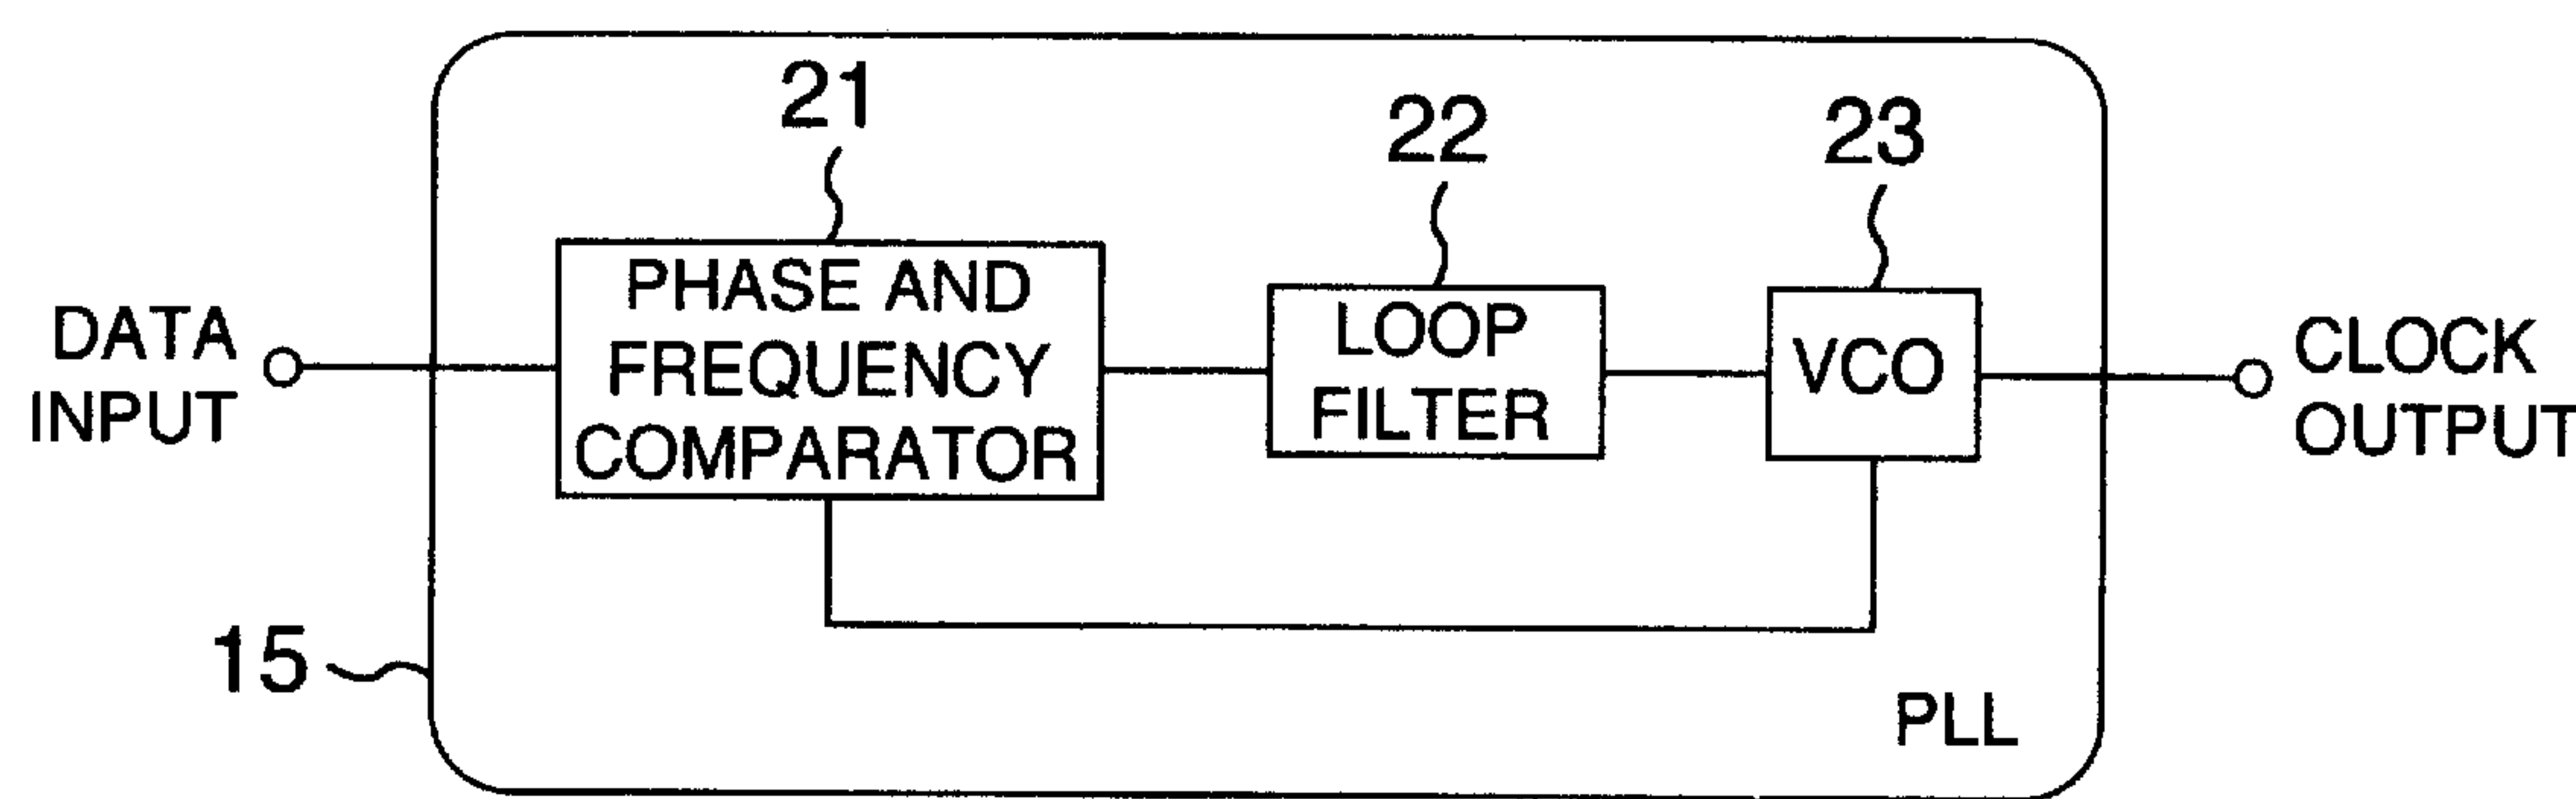 21
22
23
DATA
INPUT
PHASE AND
FREQUENCY
COMPARATOR
LOOP
FILTER
VCO
CLOCK
OUTPUT
15
PLL